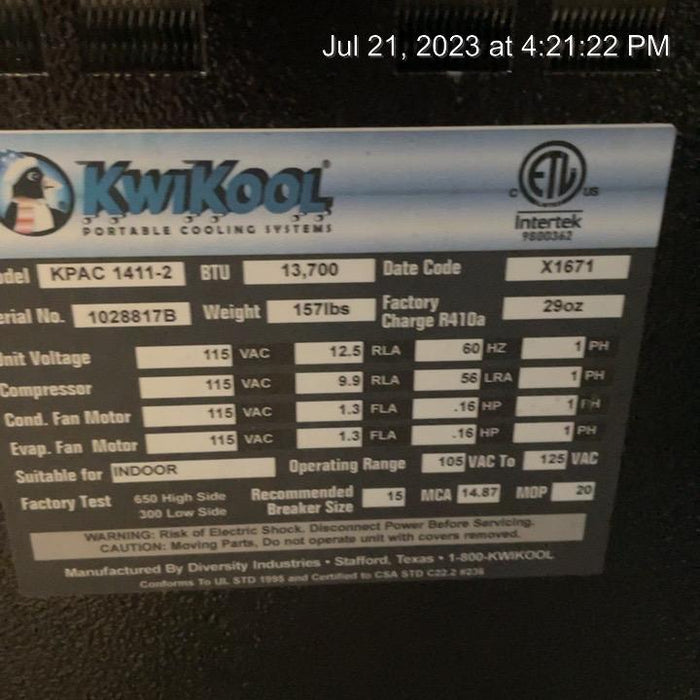 Jul 21, 2023 at 4:21:22 PM
KWIKOOL®
PORTABLE COOLING SYSTEMS
ETL
C US
Intertek
9800362
odel KPAC 1411-2 BTU 13,700 Date Code X1671
erial No. 1028817B Weight 157lbs Factory Charge R410a 29oz
Unit Voltage 115 VAC 12.5 RLA 60 HZ 1 PH
Compressor 115 VAC 9.9 RLA 56 LRA 1 PH
Cond. Fan Motor 115 VAC 1.3 FLA .16 HP 1 PH
Evap. Fan Motor 115 VAC 1.3 FLA .16 HP 1 PH
Suitable for INDOOR Operating Range 105 VAC To 125 VAC
Factory Test 650 High Side 300 Low Side Recommended Breaker Size 15 MCA 14.87 MOP 20
WARNING: Risk of Electric Shock. Disconnect Power Before Servicing.
CAUTION: Moving Parts, Do not operate unit with covers removed.
Manufactured By Diversity Industries • Stafford, Texas • 1-800-KWIKOOL
Conforms To UL STD 1995 and Certified to CSA STD C22.2 #236